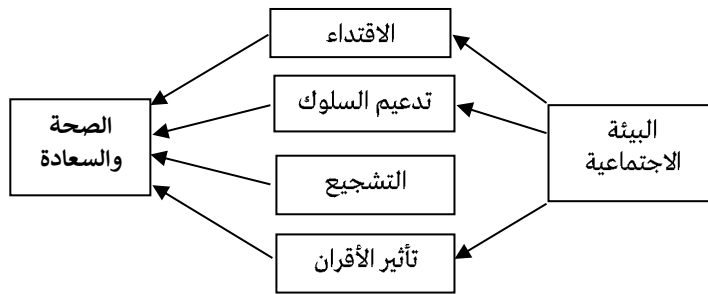 الاقتداء
تدعيم السلوك
البيئة
الاجتماعية
الصحة
والسعادة
التشجيع
تأثير الأقران